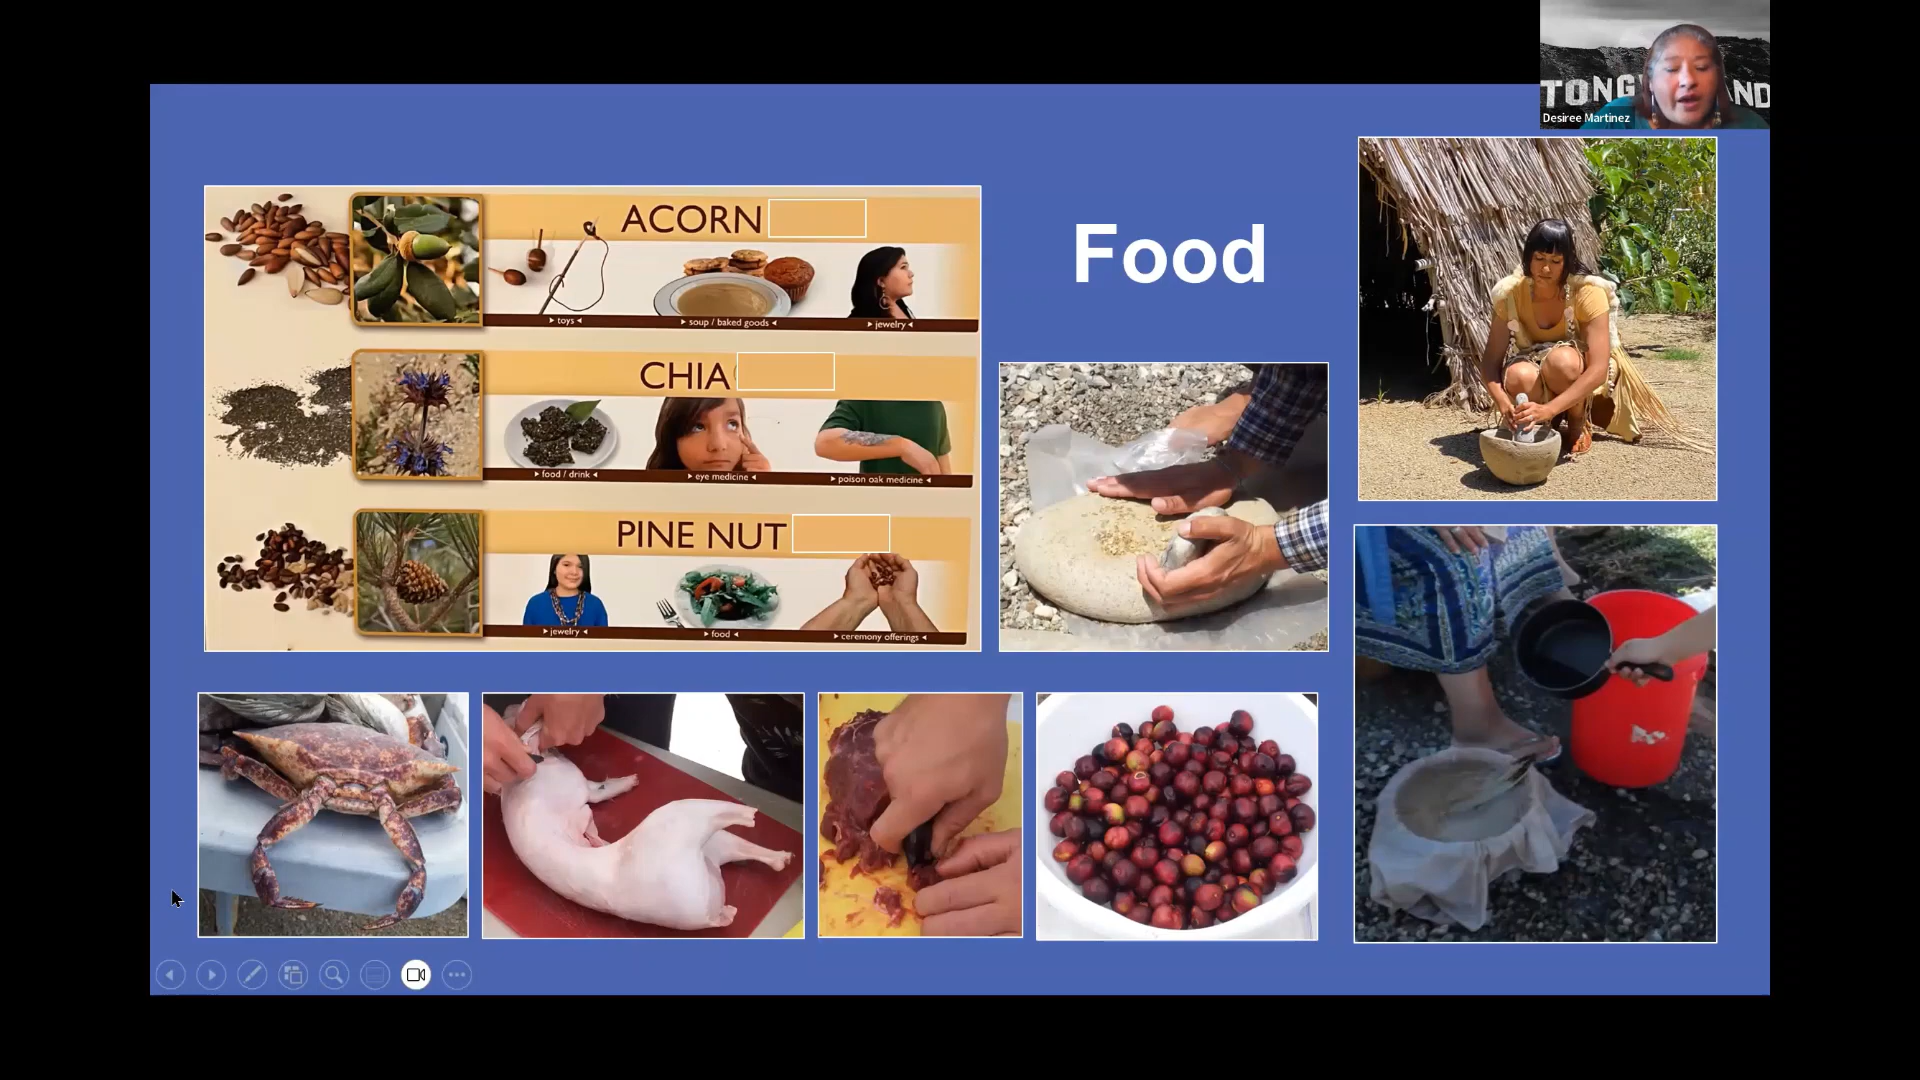 TONG
AND
Desiree Martinez
Food
ACORN
▸ toys ◂
▸ soup / baked goods ◂
▸ jewelry ◂
CHIA
▸ food / drink ◂
▸ eye medicine ◂
▸ poison oak medicine ◂
PINE NUT
▸ jewelry ◂
▸ food ◂
▸ ceremony offerings ◂